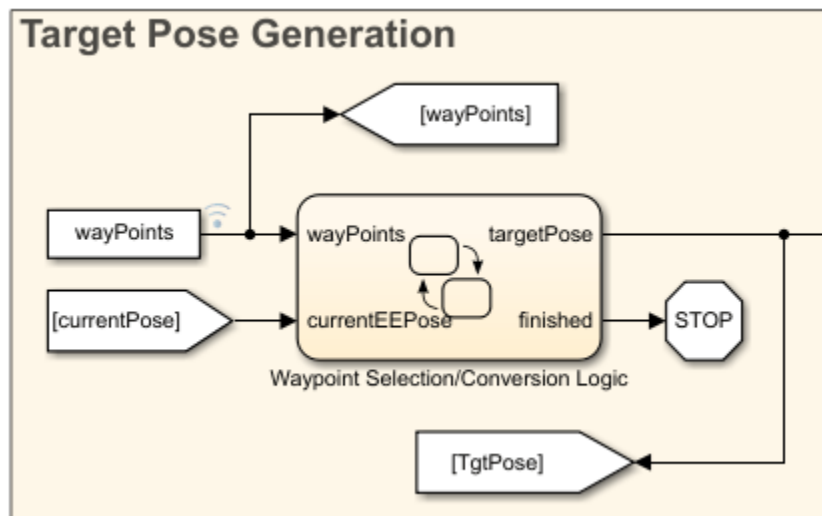 Target Pose Generation
[wayPoints]
wayPoints
wayPoints
targetPose
[currentPose]
currentEEPose
finished
STOP
Waypoint Selection/Conversion Logic
[TgtPose]